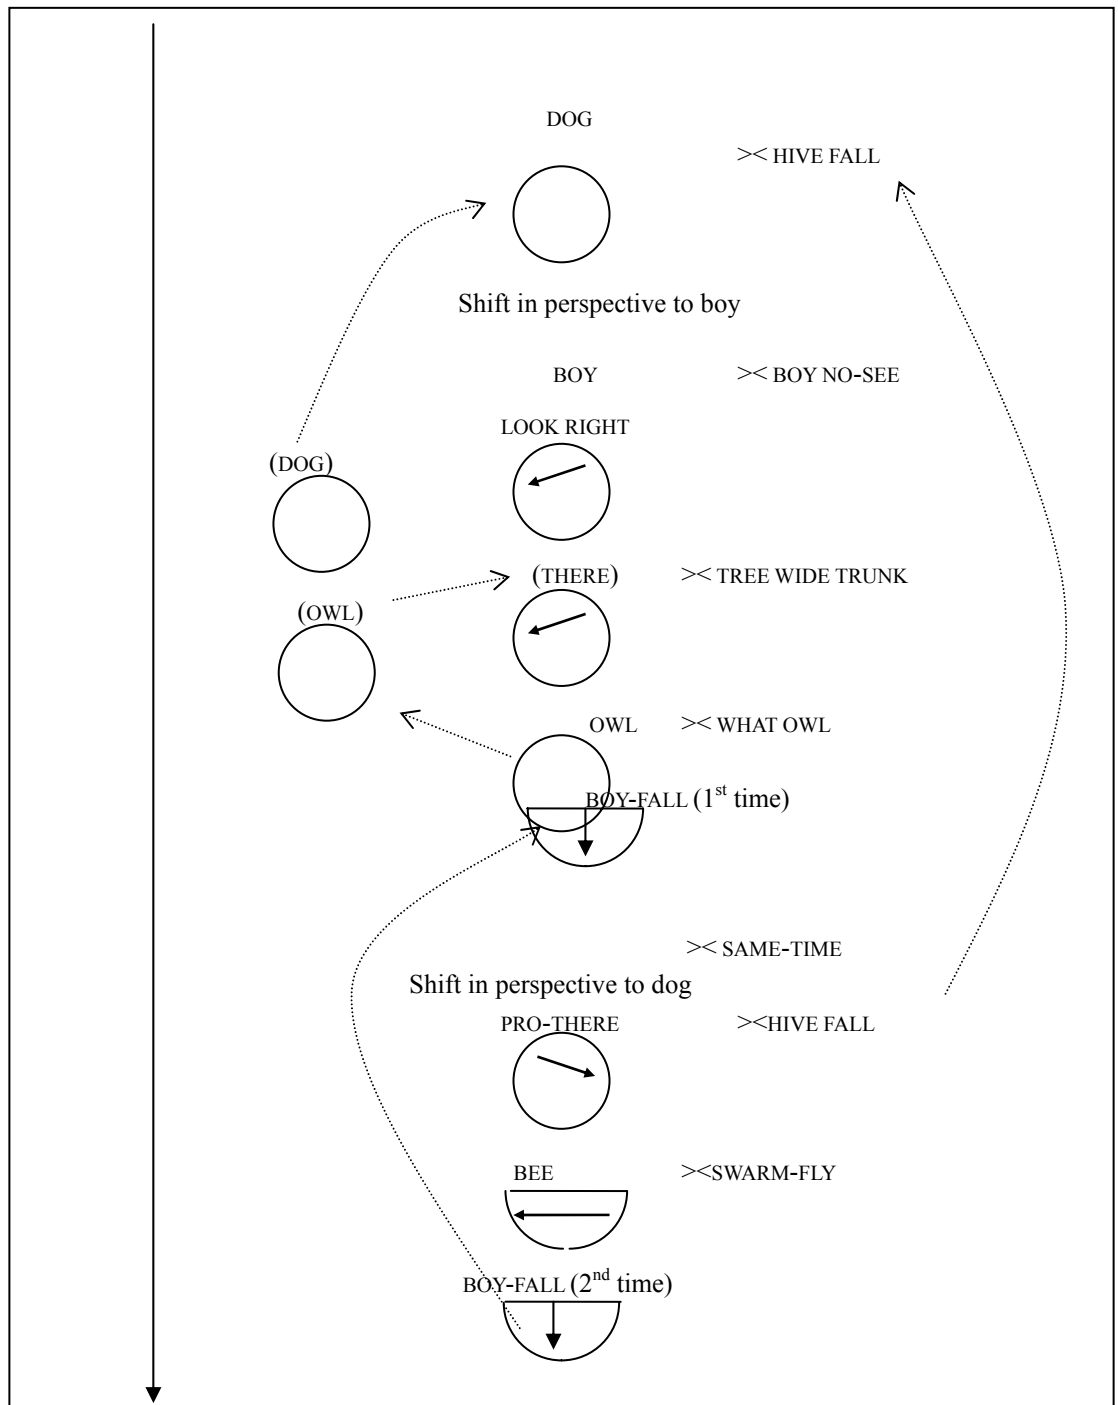 DOG
>< HIVE FALL
Shift in perspective to boy
BOY >< BOY NO-SEE
LOOK RIGHT
(DOG)
(THERE) >< TREE WIDE TRUNK
(OWL)
OWL >< WHAT OWL
BOY-FALL (1st time)
>< SAME-TIME
Shift in perspective to dog
PRO-THERE ><HIVE FALL
BEE ><SWARM-FLY
BOY-FALL (2nd time)